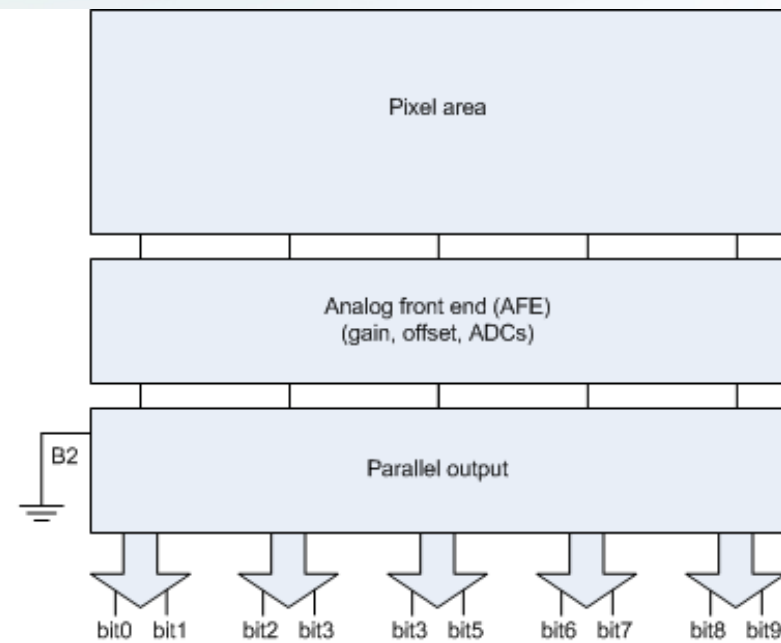 Pixel area
Analog front end (AFE)
(gain, offset, ADCs)
B2
Parallel output
bit0 bit1 bit2 bit3 bit3 bit5 bit6 bit7 bit8 bit9